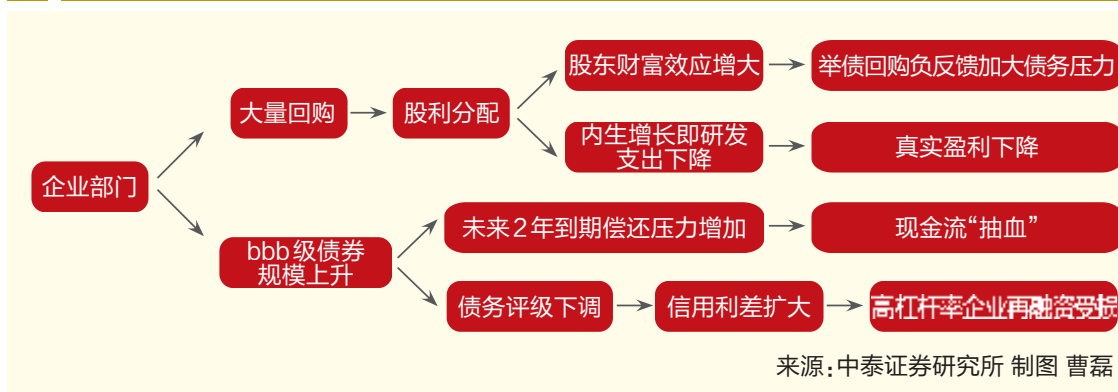 股东财富效应增大
举债回购负反馈加大债务压力
大量回购
股利分配
内生增长即研发
支出下降
真实盈利下降
企业部门
未来2年到期偿还压力增加
现金流“抽血”
bbb级债券
规模上升
债务评级下调
信用利差扩大
高杠杆率企业再融资受损
来源:中泰证券研究所 制图 曹磊